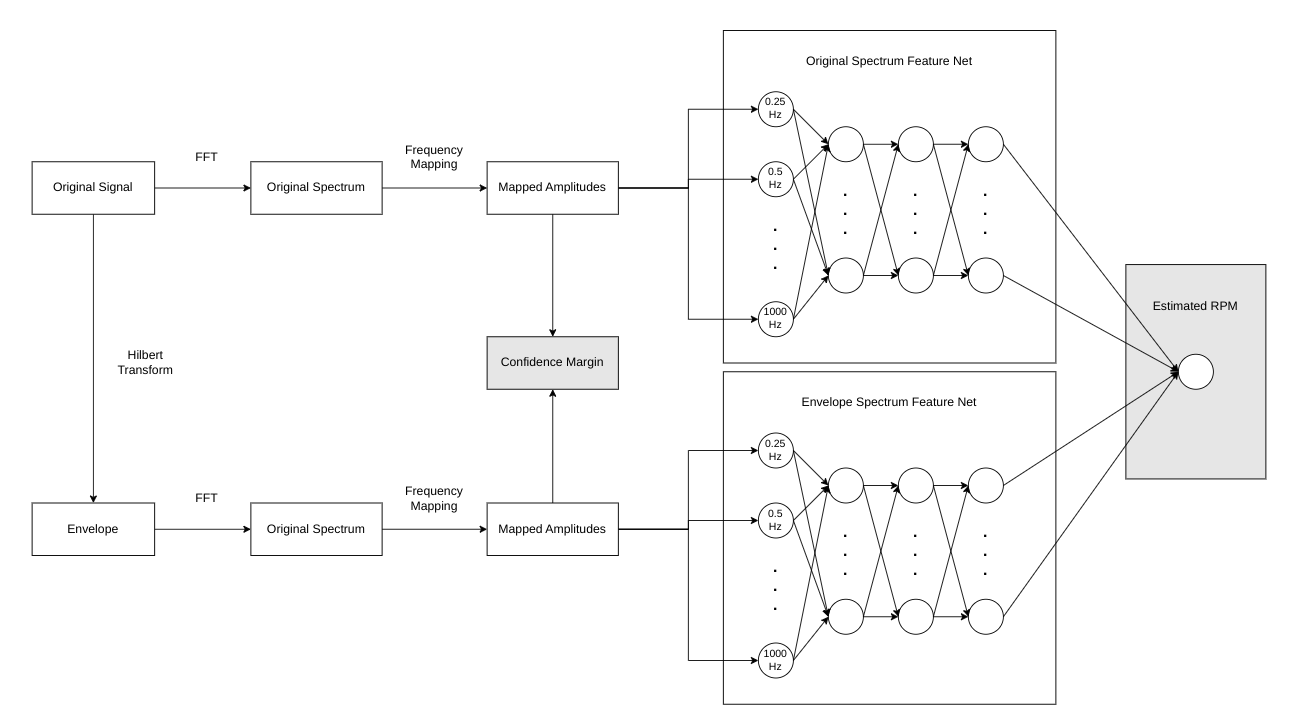 Original Spectrum Feature Net
0.25
Hz
FFT
Frequency
Mapping
Original Signal
Original Spectrum
Mapped Amplitudes
0.5
Hz
.
.
.
.
.
.
.
.
.
.
.
.
1000
Hz
Estimated RPM
Hilbert
Transform
Confidence Margin
Envelope Spectrum Feature Net
0.25
Hz
FFT
Frequency
Mapping
Envelope
Original Spectrum
Mapped Amplitudes
0.5
Hz
.
.
.
.
.
.
.
.
.
.
.
.
1000
Hz